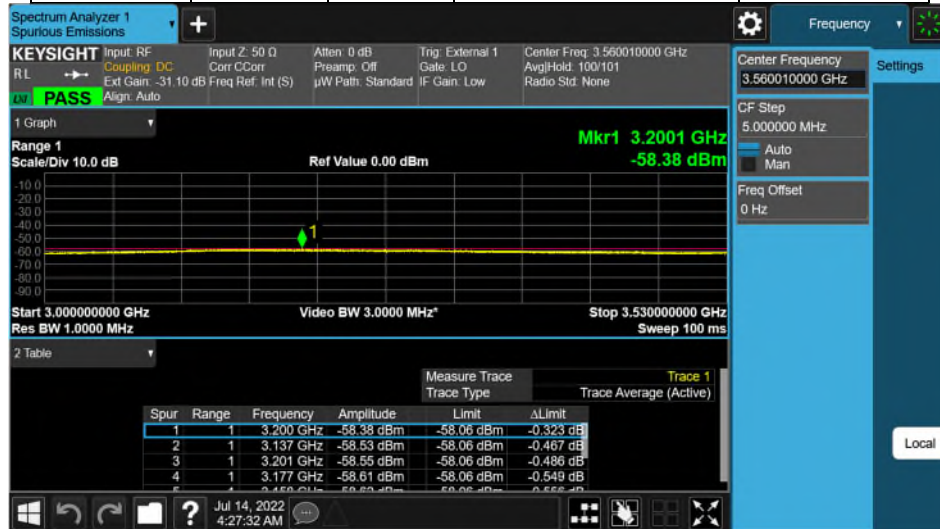 Spectrum Analyzer 1
Spurious Emissions
+
Frequency
KEYSIGHT
RL
LXI
PASS
Input: RF
Coupling: DC
Ext Gain: -31.10 dB
Align: Auto
Input Z: 50 Ω
Corr CCorr
Freq Ref: Int (S)
Atten: 0 dB
Preamp: Off
µW Path: Standard
Trig: External 1
Gate: LO
IF Gain: Low
Center Freq: 3.560010000 GHz
Avg|Hold: 100/101
Radio Std: None
Center Frequency
3.560010000 GHz
Settings
CF Step
5.000000 MHz
Auto
Man
Freq Offset
0 Hz
Local
1 Graph
Range 1
Scale/Div 10.0 dB
Ref Value 0.00 dBm
Mkr1 3.2001 GHz
-58.38 dBm
-10.0
-20.0
-30.0
-40.0
-50.0
-60.0
-70.0
-80.0
-90.0
1
Start 3.000000000 GHz
Video BW 3.0000 MHz*
Stop 3.530000000 GHz
Res BW 1.0000 MHz
Sweep 100 ms
2 Table
Measure Trace Trace 1
Trace Type Trace Average (Active)
Spur Range Frequency Amplitude Limit ΔLimit
1 1 3.200 GHz -58.38 dBm -58.06 dBm -0.323 dB
2 1 3.137 GHz -58.53 dBm -58.06 dBm -0.467 dB
3 1 3.201 GHz -58.55 dBm -58.06 dBm -0.486 dB
4 1 3.177 GHz -58.61 dBm -58.06 dBm -0.549 dB
?
Jul 14, 2022
4:27:32 AM